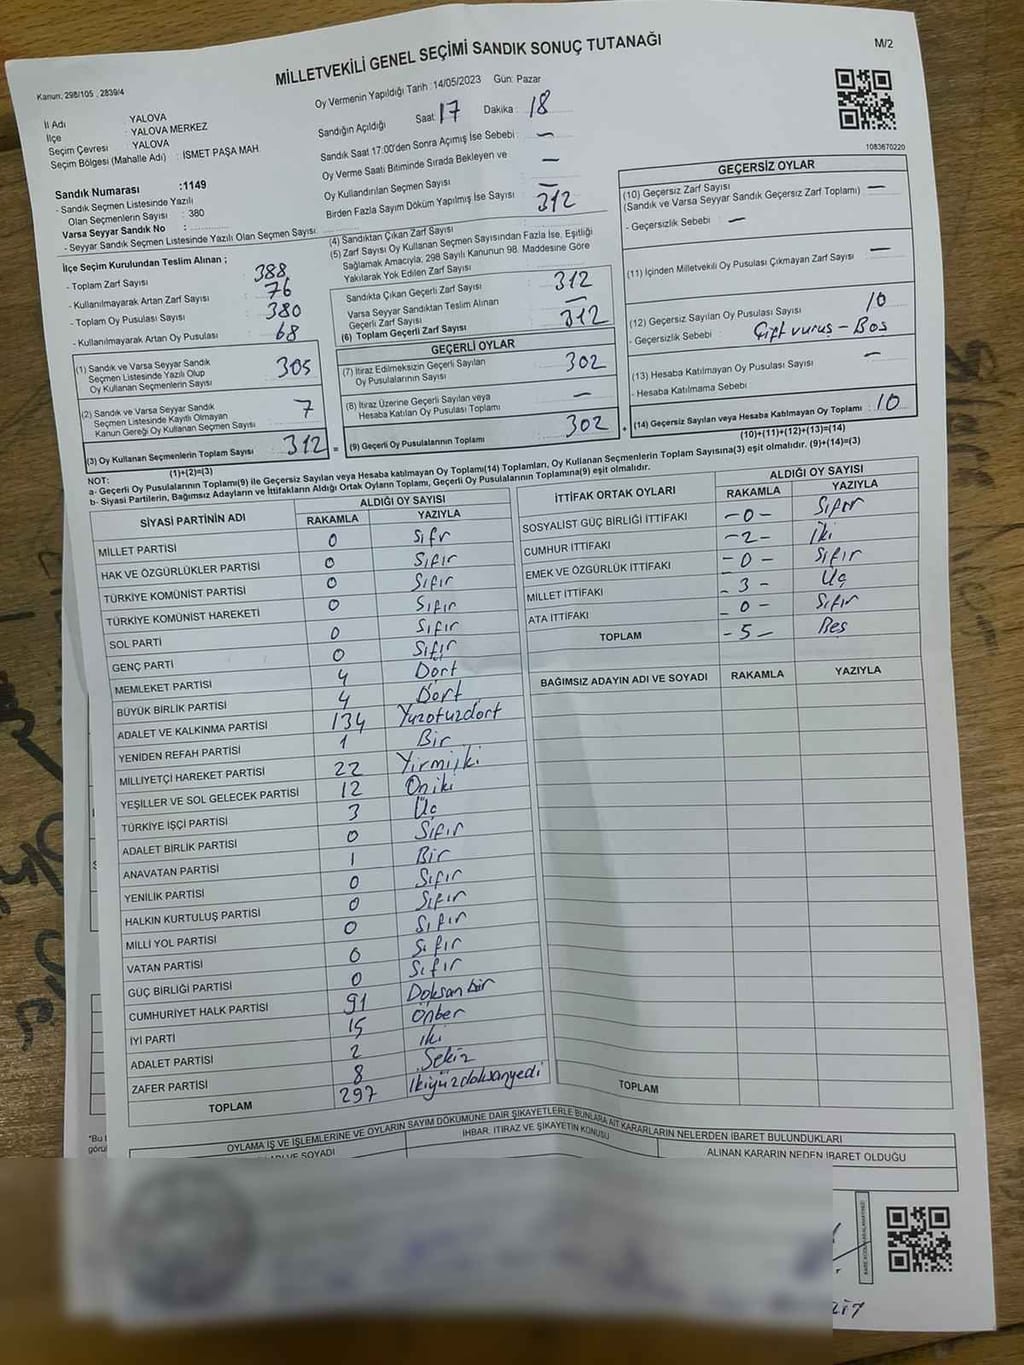 MİLLETVEKİLİ GENEL SEÇİMİ SANDIK SONUÇ TUTANAĞI
M/2
Kanun: 298/105 , 2839/4
Oy Vermenin Yapıldığı Tarih : 14/05/2023 Gün: Pazar
İl Adı : YALOVA
İlçe : YALOVA MERKEZ
Seçim Çevresi : YALOVA
Seçim Bölgesi (Mahalle Adı) : İSMET PAŞA MAH.
Sandığın Açıldığı Saat 17 Dakika : 18
Sandık Saat 17:00'den Sonra Açımış İse Sebebi : –
Oy Verme Saati Bitiminde Sırada Bekleyen ve
Oy Kullandırılan Seçmen Sayısı –
Birden Fazla Sayım Döküm Yapılmış İse Sayısı –
1083670220
Sandık Numarası :1149
- Sandık Seçmen Listesinde Yazılı
Olan Seçmenlerin Sayısı : 380
Varsa Seyyar Sandık No :
- Seyyar Sandık Seçmen Listesinde Yazılı Olan Seçmen Sayısı:
İlçe Seçim Kurulundan Teslim Alınan ;
- Toplam Zarf Sayısı : 388
- Kullanılmayarak Artan Zarf Sayısı : 76
- Toplam Oy Pusulası Sayısı : 380
- Kullanılmayarak Artan Oy Pusulası : 68
(1) Sandık ve Varsa Seyyar Sandık
Seçmen Listesinde Yazılı Olup
Oy Kullanan Seçmenlerin Sayısı : 305
(2) Sandık ve Varsa Seyyar Sandık
Seçmen Listesinde Kayıtlı Olmayan
Kanun Gereği Oy Kullanan Seçmen Sayısı : 7
(3) Oy Kullanan Seçmenlerin Toplam Sayısı : 312 =
(1)+(2)=(3)
(4) Sandıktan Çıkan Zarf Sayısı : 312
(5) Zarf Sayısı Oy Kullanan Seçmen Sayısından Fazla İse, Eşitliği
Sağlamak Amacıyla, 298 Sayılı Kanunun 98. Maddesine Göre
Yakılarak Yok Edilen Zarf Sayısı :
Sandıkta Çıkan Geçerli Zarf Sayısı : 312
Varsa Seyyar Sandıktan Teslim Alınan
Geçerli Zarf Sayısı : –
(6) Toplam Geçerli Zarf Sayısı : 312
GEÇERLİ OYLAR
(7) İtiraz Edilmeksizin Geçerli Sayılan
Oy Pusulalarının Sayısı : 302
(8) İtiraz Üzerine Geçerli Sayılan veya
Hesaba Katılan Oy Pusulası Toplamı : –
(9) Geçerli Oy Pusulalarının Toplamı : 302 +
GEÇERSİZ OYLAR
(10) Geçersiz Zarf Sayısı
(Sandık ve Varsa Seyyar Sandık Geçersiz Zarf Toplamı) : –
- Geçersizlik Sebebi : –
(11) İçinden Milletvekili Oy Pusulası Çıkmayan Zarf Sayısı : –
(12) Geçersiz Sayılan Oy Pusulası Sayısı : 10
- Geçersizlik Sebebi : Çift vuruş – Boş
(13) Hesaba Katılmayan Oy Pusulası Sayısı : –
- Hesaba Katılmama Sebebi :
(14) Geçersiz Sayılan veya Hesaba Katılmayan Oy Toplamı : 10
(10)+(11)+(12)+(13)=(14)
NOT:
a- Geçerli Oy Pusulalarının Toplamı(9) ile Geçersiz Sayılan veya Hesaba katılmayan Oy Toplamı(14) Toplamları, Oy Kullanan Seçmenlerin Toplam Sayısına(3) eşit olmalıdır. (9)+(14)=(3)
b- Siyasi Partilerin, Bağımsız Adayların ve İttifakların Aldığı Ortak Oyların Toplamı, Geçerli Oy Pusulalarının Toplamına(9) eşit olmalıdır.
SİYASİ PARTİNİN ADI ALDIĞI OY SAYISI
RAKAMLA YAZIYLA
MİLLET PARTİSİ 0 Sıfr
HAK VE ÖZGÜRLÜKLER PARTİSİ 0 Sıfır
TÜRKİYE KOMÜNİST PARTİSİ 0 Sıfır
TÜRKİYE KOMÜNİST HAREKETİ 0 Sıfır
SOL PARTİ 0 Sıfır
GENÇ PARTİ 0 Sıfır
MEMLEKET PARTİSİ 4 Dört
BÜYÜK BİRLİK PARTİSİ 4 Dört
ADALET VE KALKINMA PARTİSİ 134 Yüzotuzdört
YENİDEN REFAH PARTİSİ 1 Bir
MİLLİYETÇİ HAREKET PARTİSİ 22 Yirmiiki
YEŞİLLER VE SOL GELECEK PARTİSİ 12 Oniki
TÜRKİYE İŞÇİ PARTİSİ 3 Üç
ADALET BİRLİK PARTİSİ 0 Sıfır
ANAVATAN PARTİSİ 1 Bir
YENİLİK PARTİSİ 0 Sıfır
HALKIN KURTULUŞ PARTİSİ 0 Sıfır
MİLLİ YOL PARTİSİ 0 Sıfır
VATAN PARTİSİ 0 Sıfır
GÜÇ BİRLİĞİ PARTİSİ 0 Sıfır
CUMHURİYET HALK PARTİSİ 91 Doksanbir
İYİ PARTİ 15 Onbeş
ADALET PARTİSİ 2 iki
ZAFER PARTİSİ 8 Sekiz
TOPLAM 297 İkiyüzdoksanyedi
İTTİFAK ORTAK OYLARI ALDIĞI OY SAYISI
RAKAMLA YAZIYLA
SOSYALİST GÜÇ BİRLİĞİ İTTİFAKI -0- Sıfır
CUMHUR İTTİFAKI -2- İki
EMEK VE ÖZGÜRLÜK İTTİFAKI -0- Sıfır
MİLLET İTTİFAKI -3- Üç
ATA İTTİFAKI -0- Sıfır
TOPLAM -5- Beş
BAĞIMSIZ ADAYIN ADI VE SOYADI RAKAMLA YAZIYLA
TOPLAM
OYLAMA İŞ VE İŞLEMLERİNE VE OYLARIN SAYIM DÖKÜMÜNE DAİR ŞİKAYETLERLE BUNLARA AİT KARARLARIN NELERDEN İBARET BULUNDUKLARI
ADI VE SOYADI İHBAR, İTİRAZ VE ŞİKAYETİN KONUSU ALINAN KARARIN NEDEN İBARET OLDUĞU